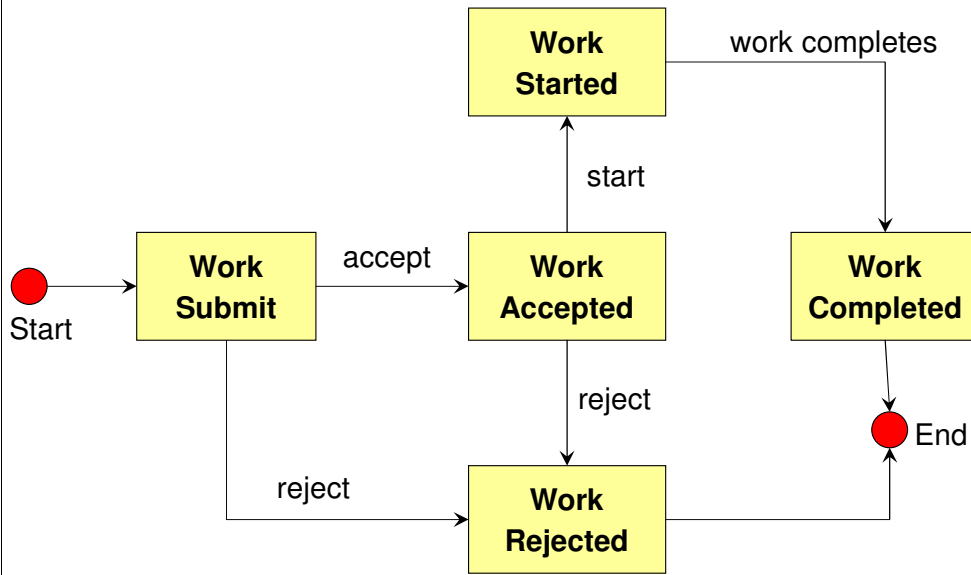 Work
Started
work completes
start
Work
Submit
accept
Work
Accepted
Work
Completed
Start
reject
End
reject
Work
Rejected